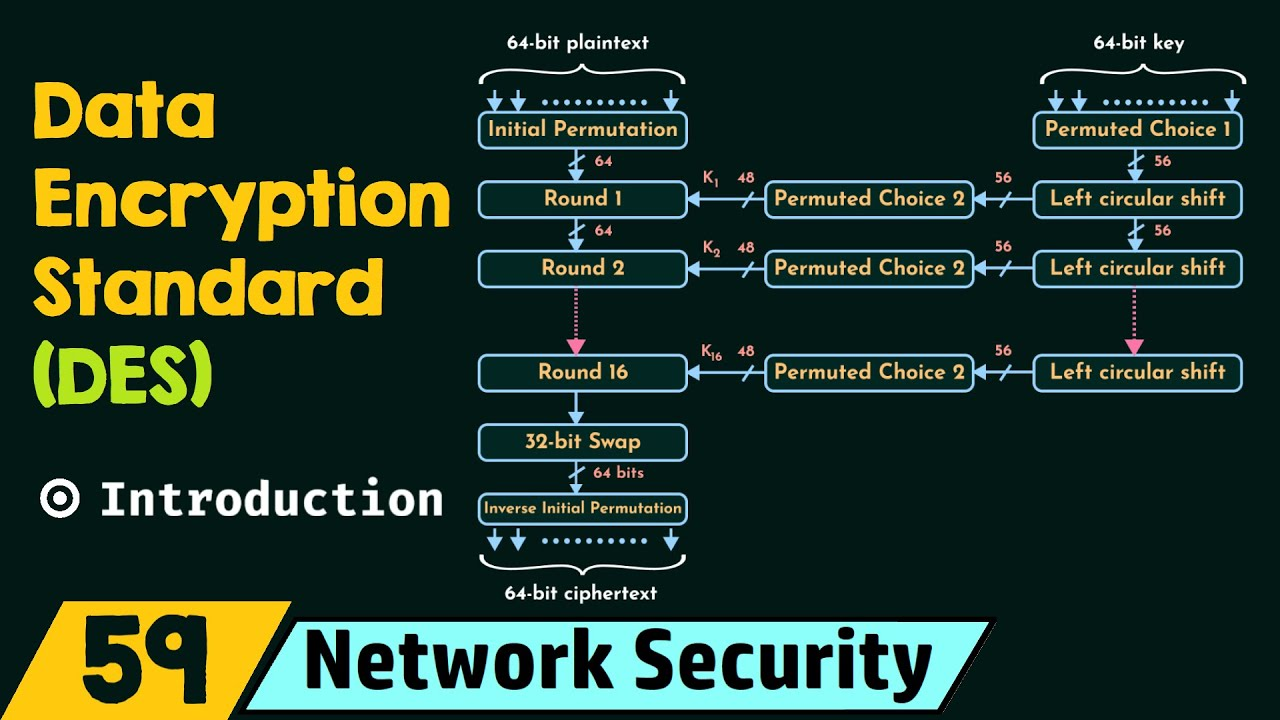 Data
Encryption
Standard
(DES)
Introduction
64-bit plaintext
64-bit key
Initial Permutation
Permuted Choice 1
64
56
Round 1
K1
48
Permuted Choice 2
56
Left circular shift
64
56
Round 2
K2
48
Permuted Choice 2
56
Left circular shift
Round 16
K16
48
Permuted Choice 2
56
Left circular shift
32-bit Swap
64 bits
Inverse Initial Permutation
64-bit ciphertext
59
Network Security